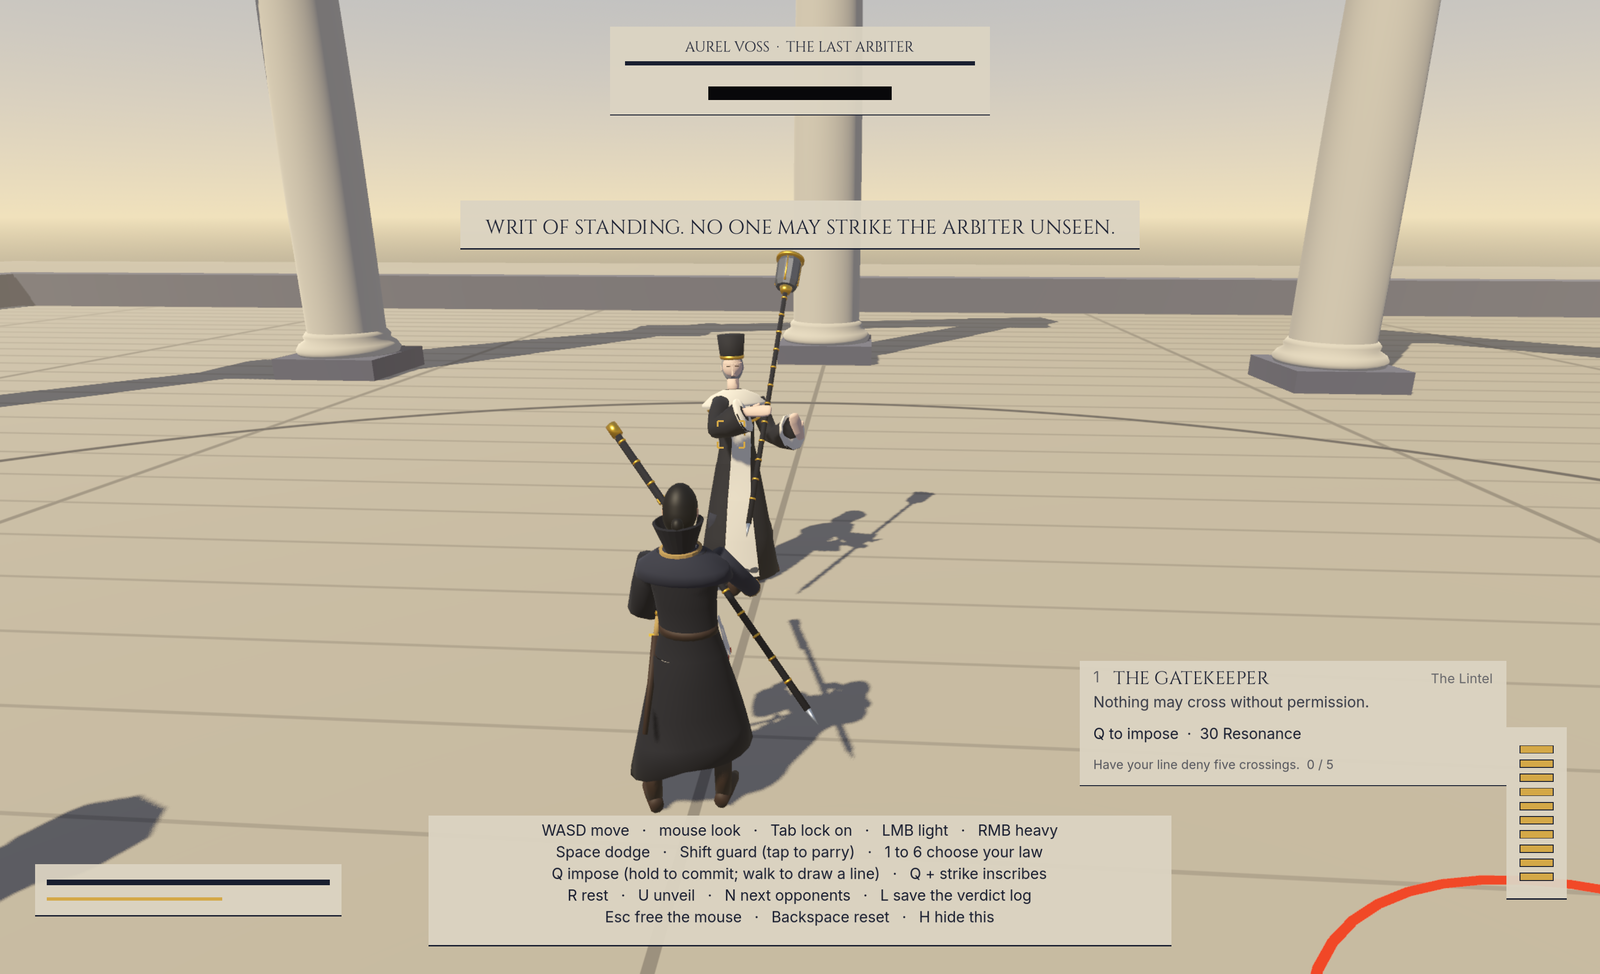 AUREL VOSS · THE LAST ARBITER
WRIT OF STANDING. NO ONE MAY STRIKE THE ARBITER UNSEEN.
1 THE GATEKEEPER The Lintel
Nothing may cross without permission.
Q to impose · 30 Resonance
Have your line deny five crossings. 0 / 5
WASD move · mouse look · Tab lock on · LMB light · RMB heavy
Space dodge · Shift guard (tap to parry) · 1 to 6 choose your law
Q impose (hold to commit; walk to draw a line) · Q + strike inscribes
R rest · U unveil · N next opponents · L save the verdict log
Esc free the mouse · Backspace reset · H hide this